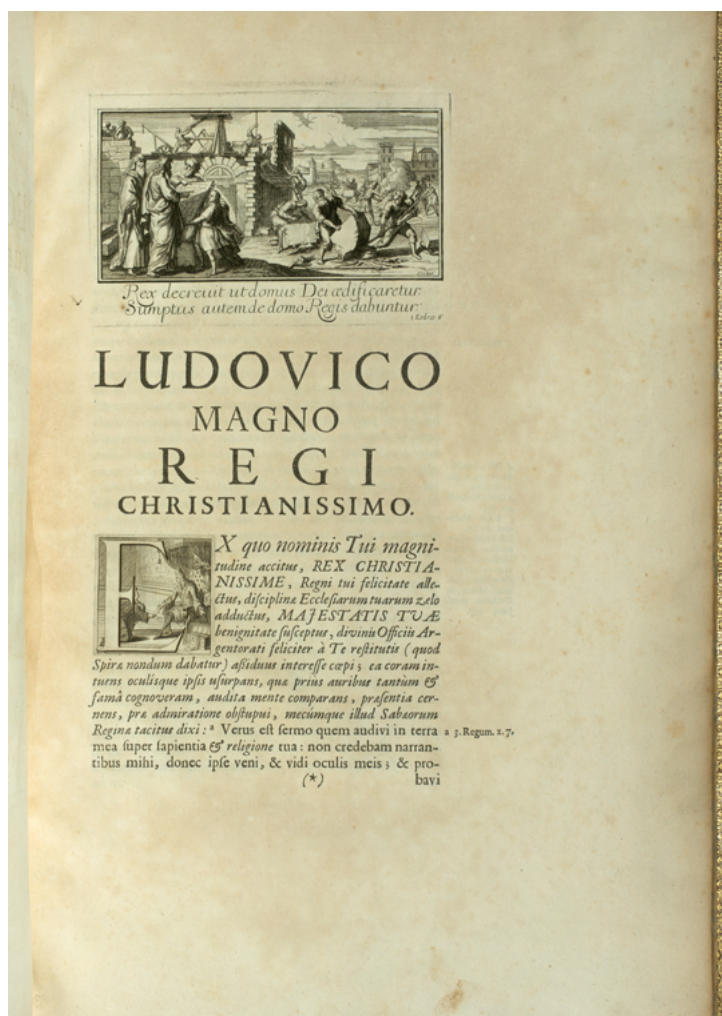 Rex decreuit ut domus Dei ædificaretur.
Sumptus autem de domo Regis dabuntur.
LUDOVICO
MAGNO
REGI
CHRISTIANISSIMO.
EX quo nominis Tui magni-
tudine accitus, REX CHRISTIA-
NISSIME, Regni tui felicitate alle-
ctus, disciplinæ Ecclesiarum tuarum zelo
adductus, MAJESTATIS TUÆ
benignitate susceptus, divinis Officiis Ar-
gentorati feliciter à Te restitutis (quod
Spiræ nondum dabatur) assiduus interesse cœpi; ea coram in-
tuens oculisque ipsis usurpans, quæ prius auribus tantùm &
famâ cognoveram, audita mente comparans, præsentia cer-
nens, præ admiratione obstupui, mecúmque illud Sabæorum
Reginæ tacitus dixi: ª Verus est sermo quem audivi in terra
a 3. Regum. 2. 7.
mea super sapientia & religione tua: non credebam narran-
tibus mihi, donec ipse veni, & vidi oculis meis; & pro-
(*) bavi